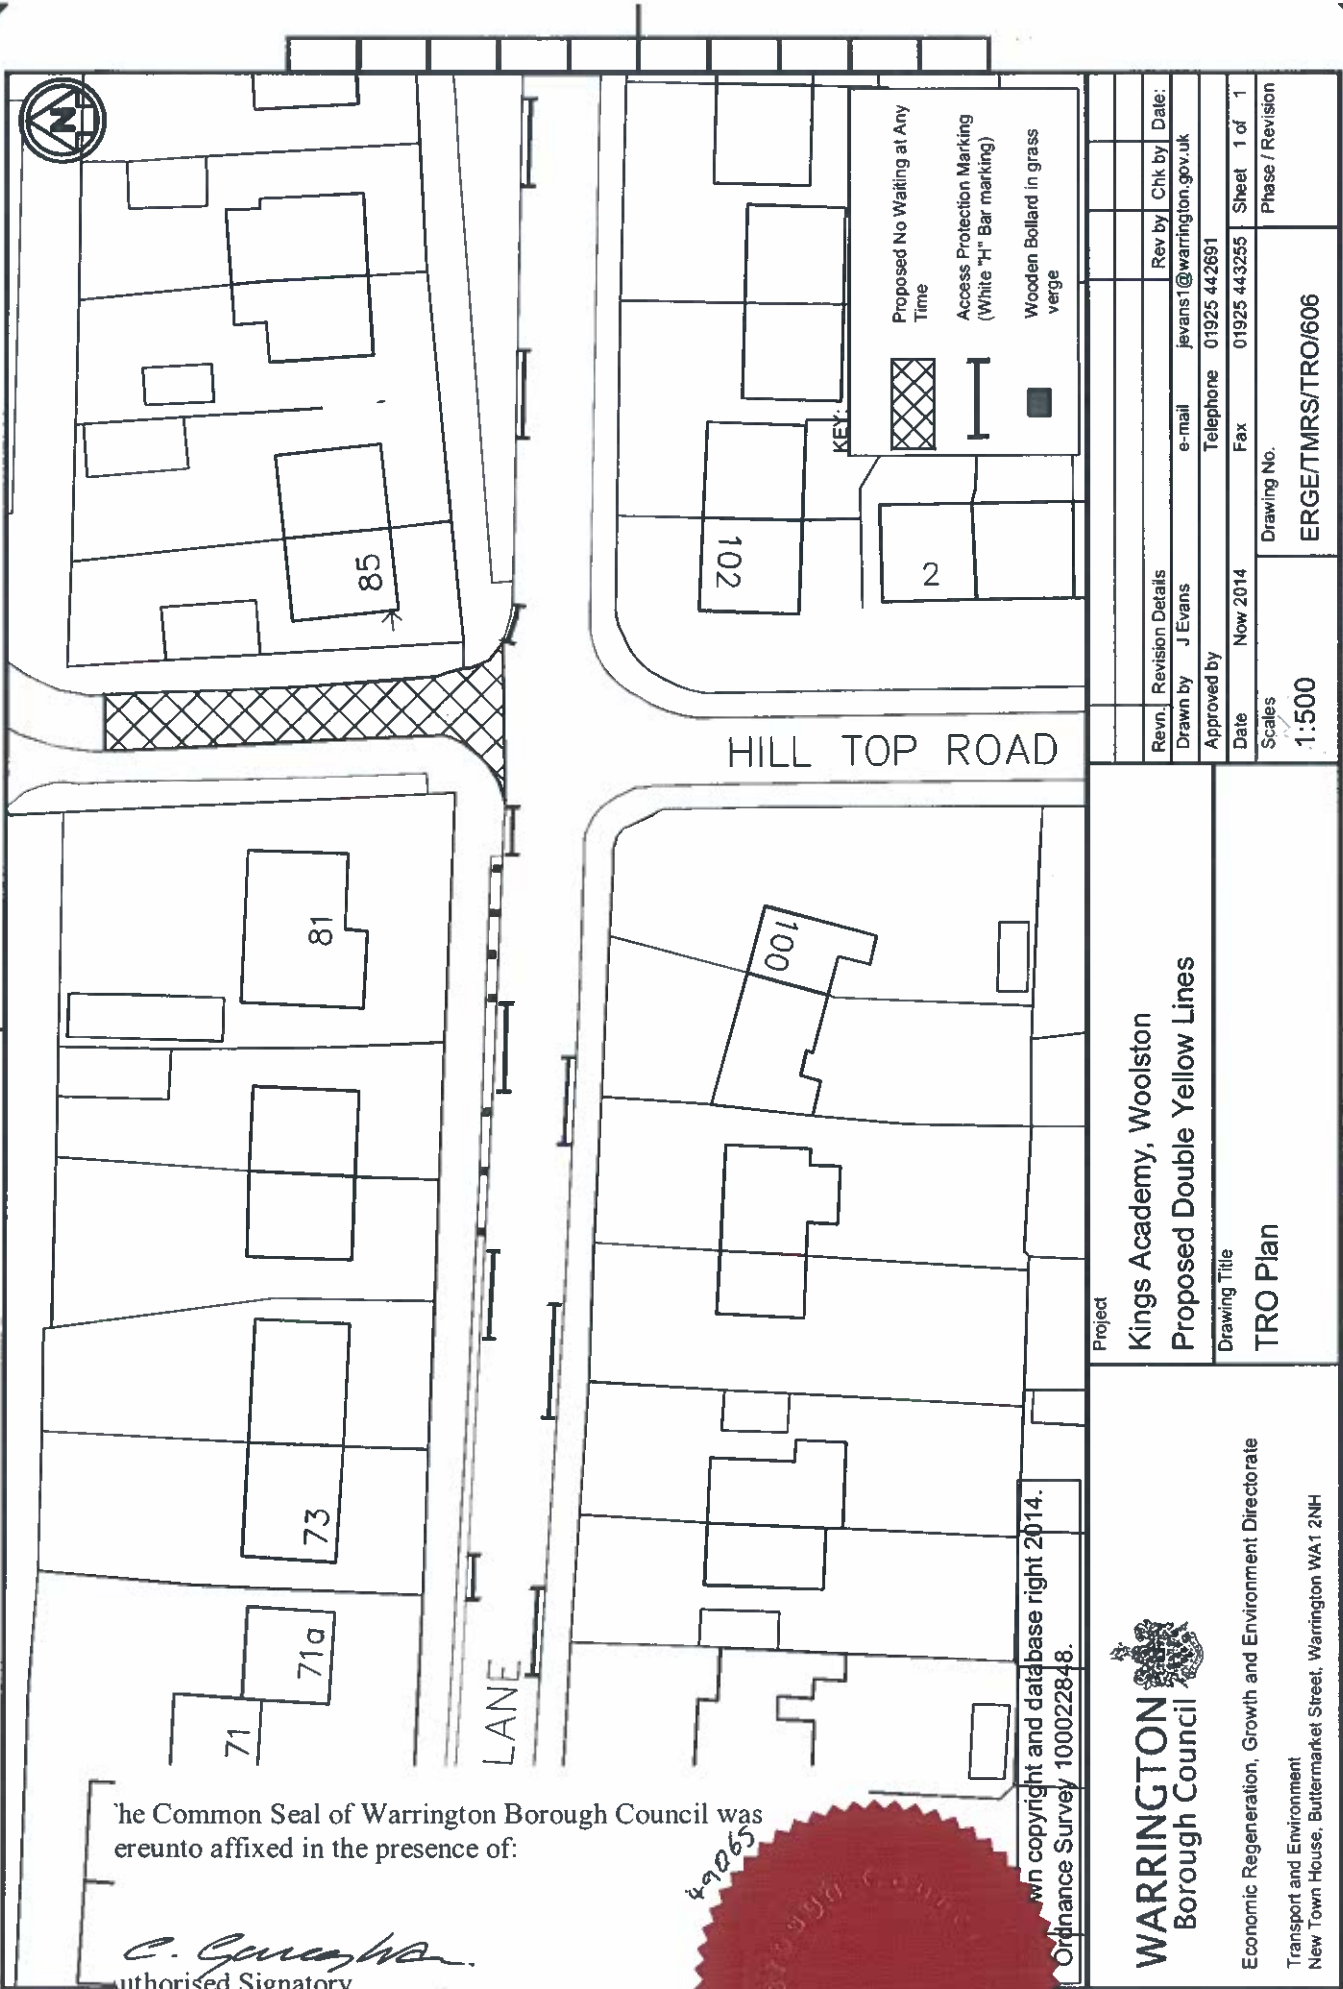 N
85
102
2
81
100
HILL TOP ROAD
73
71a
71
LANE
KEY:
Proposed No Waiting at Any
Time
Access Protection Marking
(White "H" Bar marking)
Wooden Bollard in grass
verge
The Common Seal of Warrington Borough Council was
ereunto affixed in the presence of:
49065
uthorised Signatory
wn copyright and database right 2014.
Ordnance Survey 100022848.
WARRINGTON
Borough Council
Economic Regeneration, Growth and Environment Directorate
Transport and Environment
New Town House, Buttermarket Street, Warrington WA1 2NH
Project
Kings Academy, Woolston
Proposed Double Yellow Lines
Drawing Title
TRO Plan
Revn. Revision Details Rev by Chk by Date:
Drawn by J Evans e-mail jevans1@warrington.gov.uk
Approved by Telephone 01925 442691
Date Now 2014 Fax 01925 443255 Sheet 1 of 1
Scales Drawing No. Phase / Revision
1:500 ERGE/TMRS/TRO/606